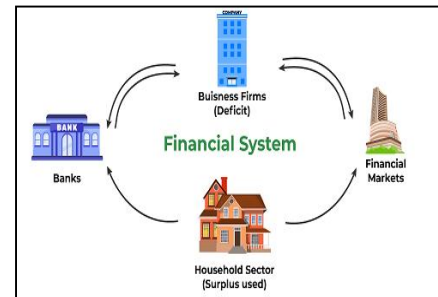 COMPANY
Buisness Firms
(Deficit)
BANK
Financial System
Banks
Financial
Markets
Household Sector
(Surplus used)